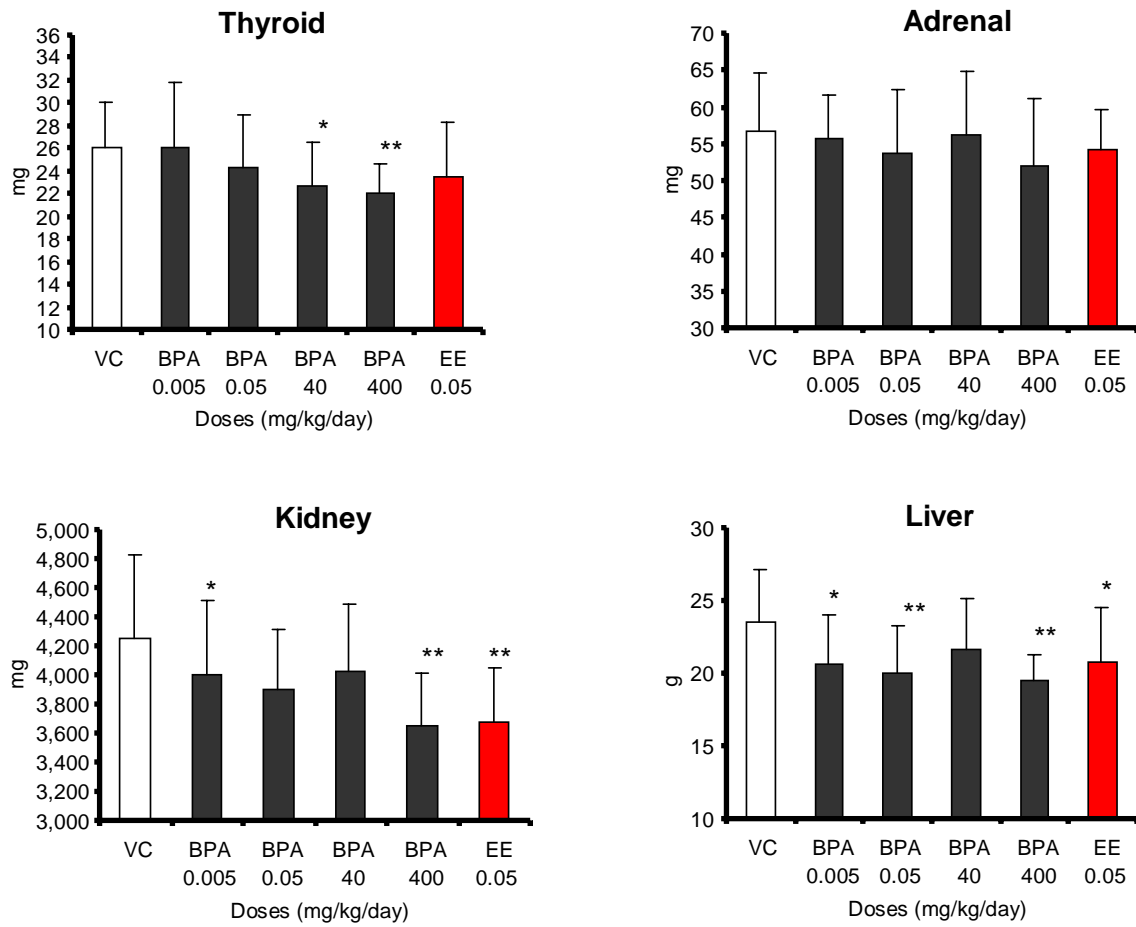 Thyroid
36
34
32
30
28
26
24
22
20
18
16
14
12
10
mg
*
**
VC BPA BPA BPA BPA EE
0.005 0.05 40 400 0.05
Doses (mg/kg/day)
Adrenal
70
65
60
55
50
45
40
35
30
mg
VC BPA BPA BPA BPA EE
0.005 0.05 40 400 0.05
Doses (mg/kg/day)
Kidney
5,000
4,800
4,600
4,400
4,200
4,000
3,800
3,600
3,400
3,200
3,000
mg
*
** **
VC BPA BPA BPA BPA EE
0.005 0.05 40 400 0.05
Doses (mg/kg/day)
Liver
30
25
20
15
10
g
* ** ** *
VC BPA BPA BPA BPA EE
0.005 0.05 40 400 0.05
Doses (mg/kg/day)